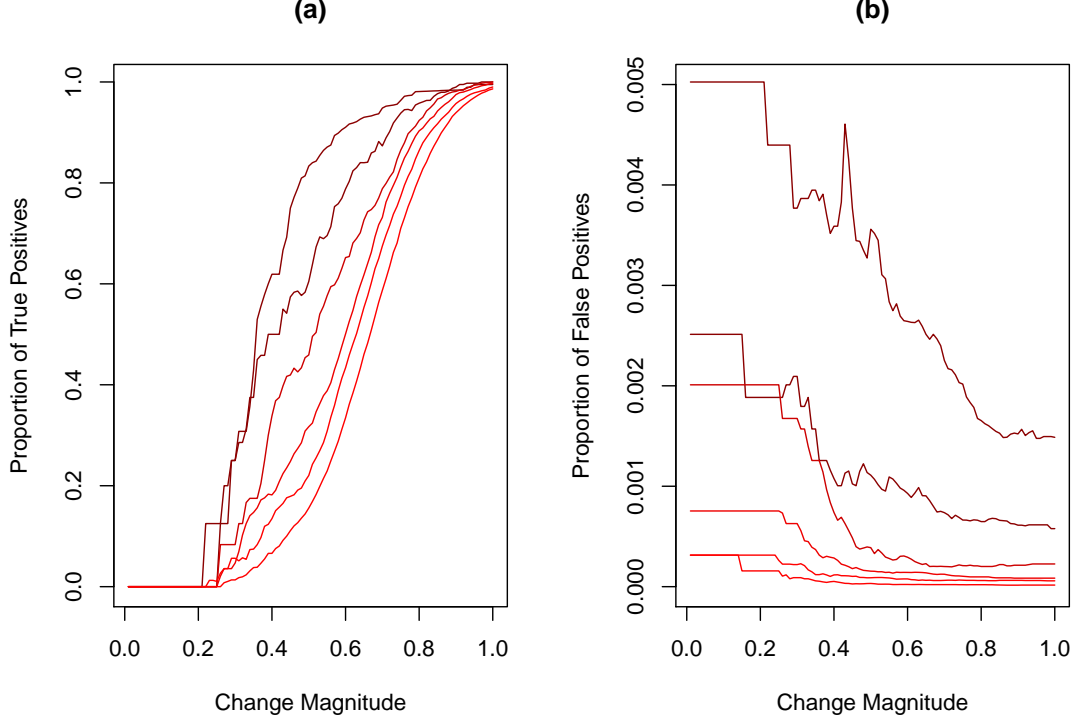 (a)
Proportion of True Positives
1.0
0.8
0.6
0.4
0.2
0.0
0.0 0.2 0.4 0.6 0.8 1.0
Change Magnitude
(b)
Proportion of False Positives
0.005
0.004
0.003
0.002
0.001
0.000
0.0 0.2 0.4 0.6 0.8 1.0
Change Magnitude